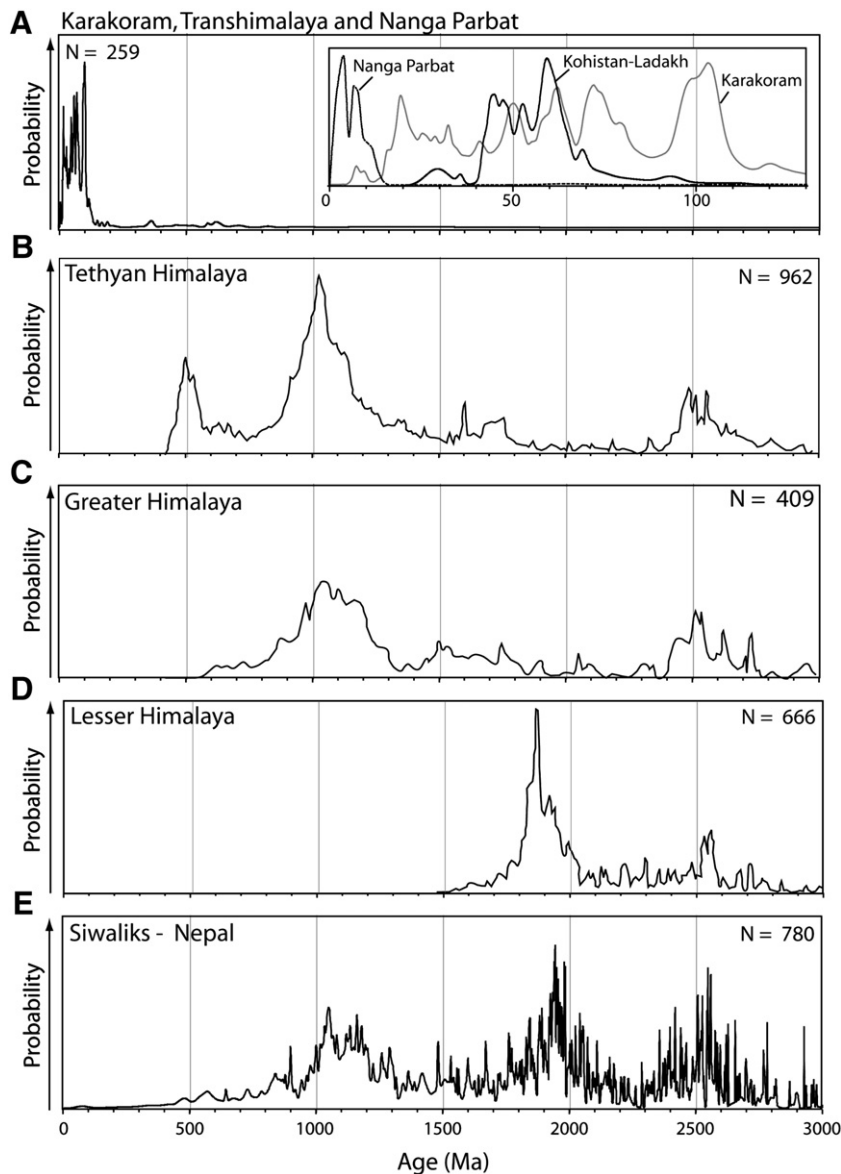 A Karakoram, Transhimalaya and Nanga Parbat
N = 259
Probability
Nanga Parbat
Kohistan-Ladakh
Karakoram
0 50 100
B
Tethyan Himalaya
N = 962
Probability
C
Greater Himalaya
N = 409
Probability
D
Lesser Himalaya
N = 666
Probability
E
Siwaliks - Nepal
N = 780
Probability
0 500 1000 1500 2000 2500 3000
Age (Ma)